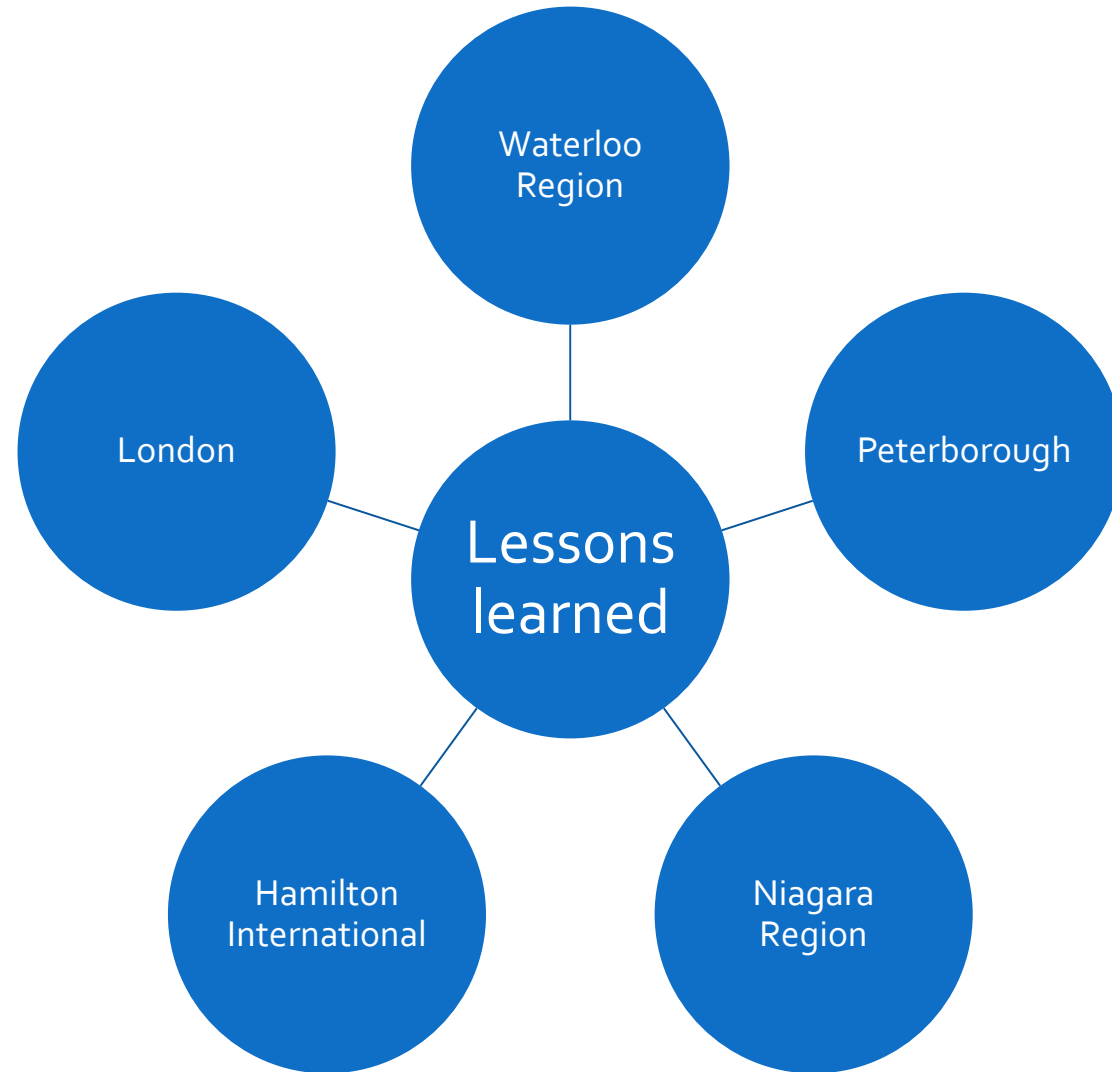 Waterloo
Region
London
Peterborough
Lessons
learned
Hamilton
International
Niagara
Region